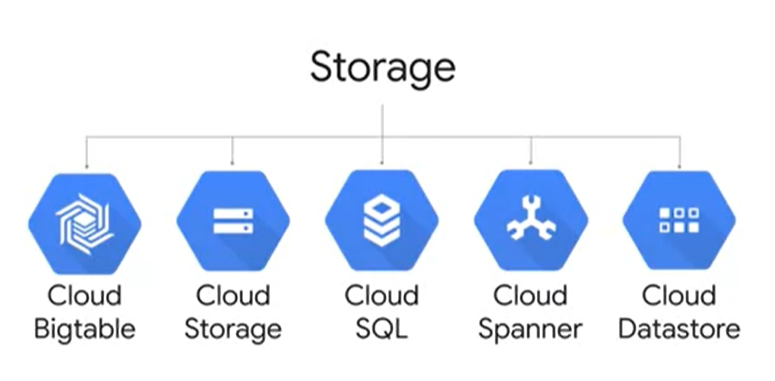 Storage
Cloud
Bigtable
Cloud
Storage
Cloud
SQL
Cloud
Spanner
Cloud
Datastore